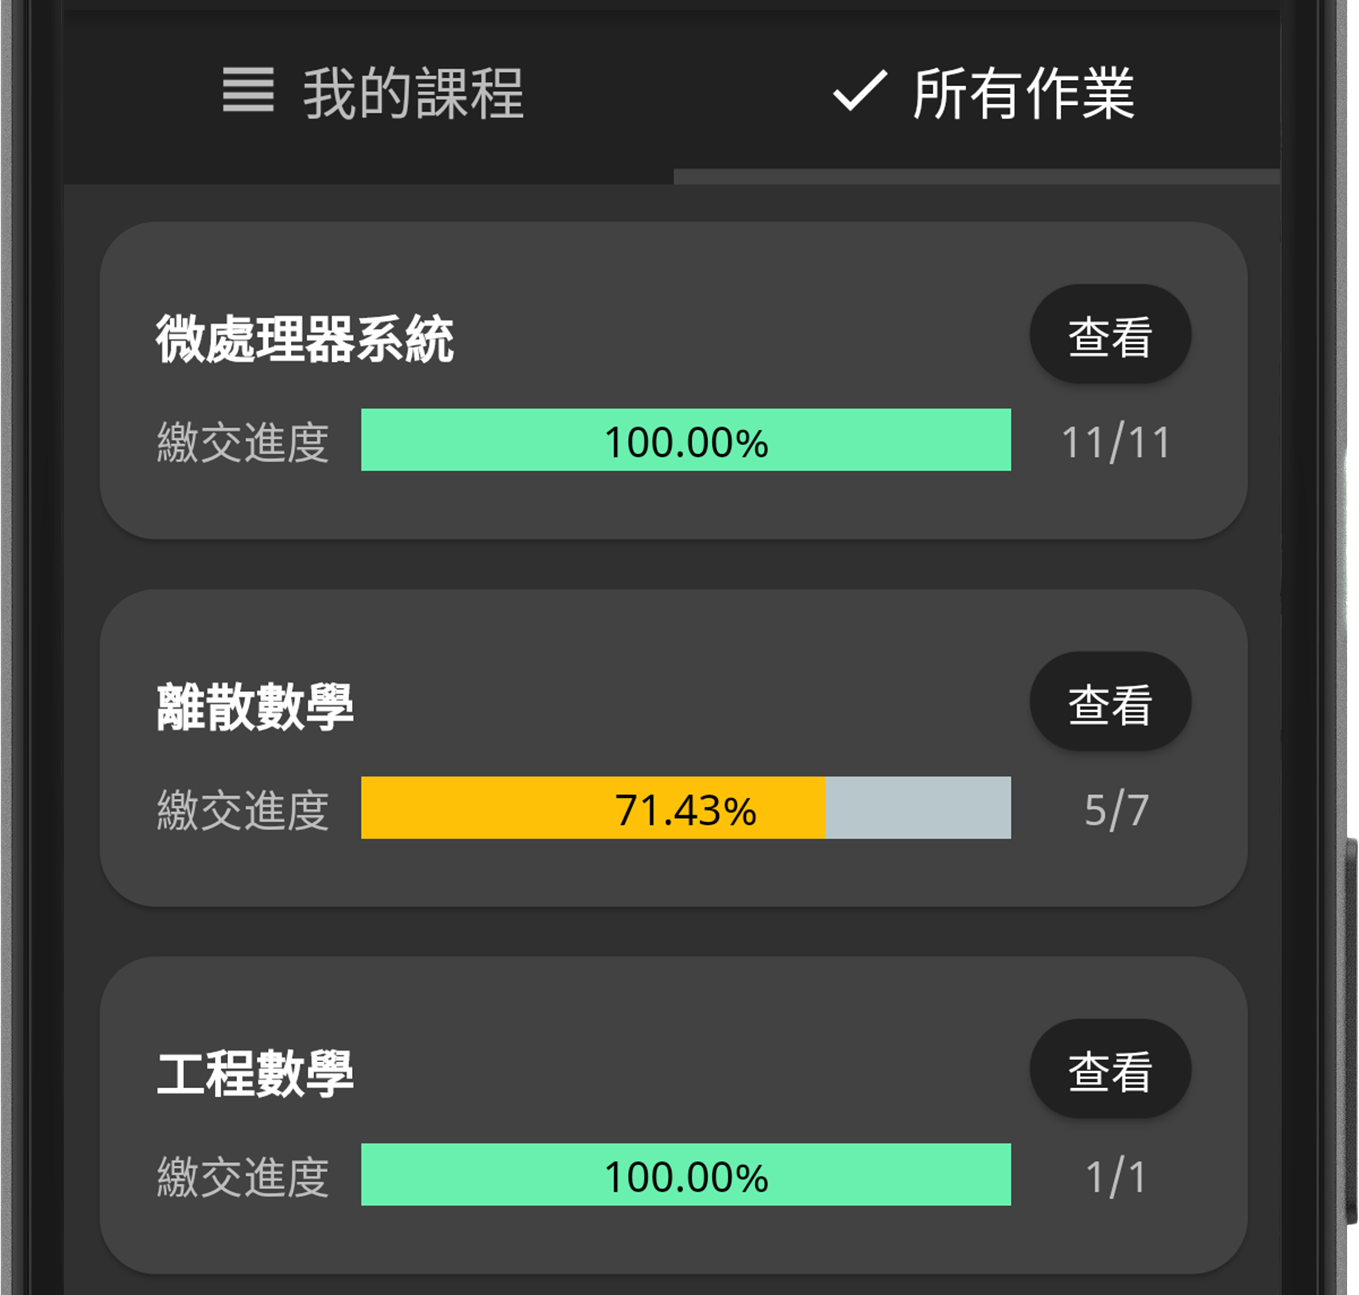 我的課程
所有作業
微處理器系統
查看
繳交進度 100.00% 11/11
離散數學
查看
繳交進度 71.43% 5/7
工程數學
查看
繳交進度 100.00% 1/1